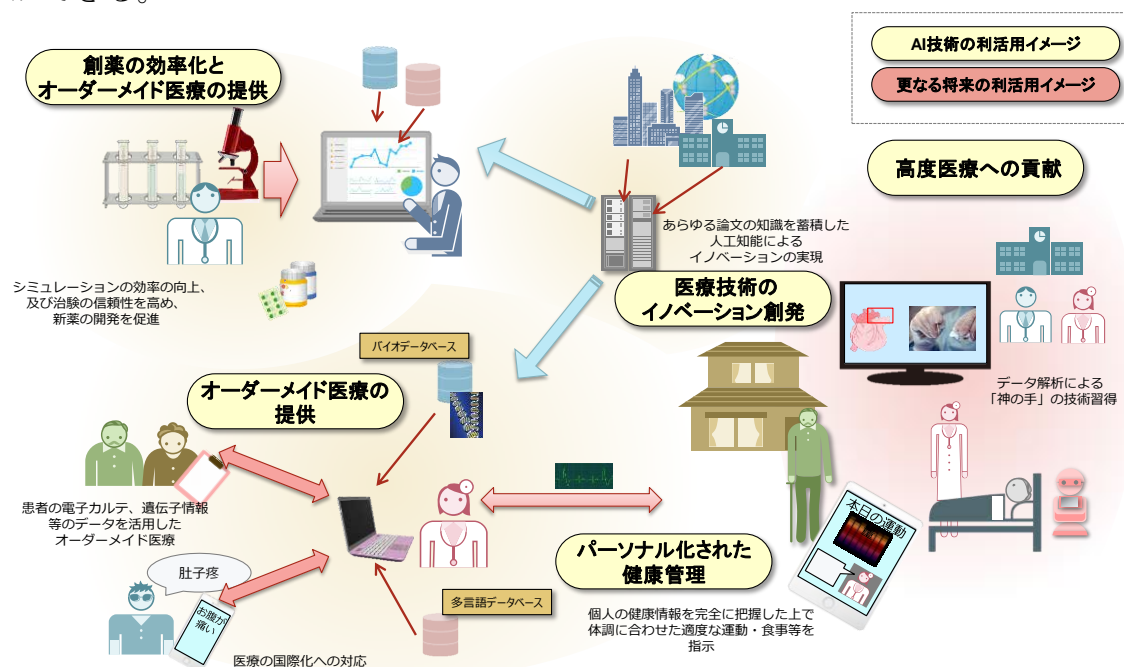 できる。
AI技術の利活用イメージ
更なる将来の利活用イメージ
創薬の効率化と
オーダーメイド医療の提供
高度医療への貢献
あらゆる論文の知識を蓄積した
人工知能による
イノベーションの実現
シミュレーションの効率の向上、
及び治験の信頼性を高め、
新薬の開発を促進
医療技術の
イノベーション創発
バイオデータベース
オーダーメイド医療の
提供
データ解析による
「神の手」の技術習得
患者の電子カルテ、遺伝子情報
等のデータを活用した
オーダーメイド医療
本日の運動
パーソナル化された
健康管理
肚子疼
お腹が
痛い
多言語データベース
個人の健康情報を完全に把握した上で
体調に合わせた適度な運動・食事等を
指示
医療の国際化への対応